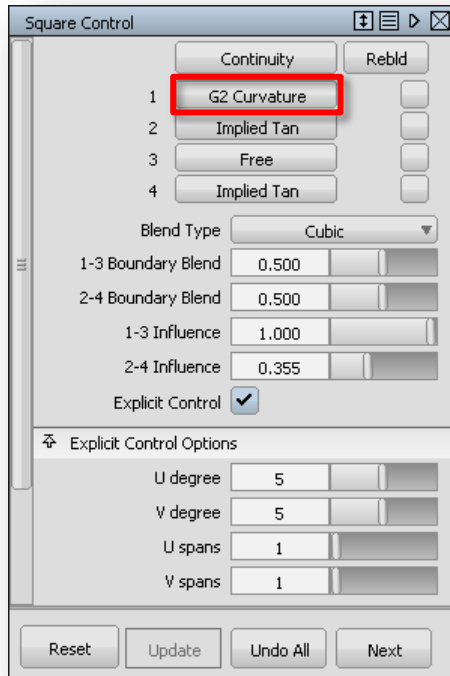 Square Control
Continuity Rebld
1 G2 Curvature
2 Implied Tan
3 Free
4 Implied Tan
Blend Type Cubic
1-3 Boundary Blend 0.500
2-4 Boundary Blend 0.500
1-3 Influence 1.000
2-4 Influence 0.355
Explicit Control
Explicit Control Options
U degree 5
V degree 5
U spans 1
V spans 1
Reset Update Undo All Next